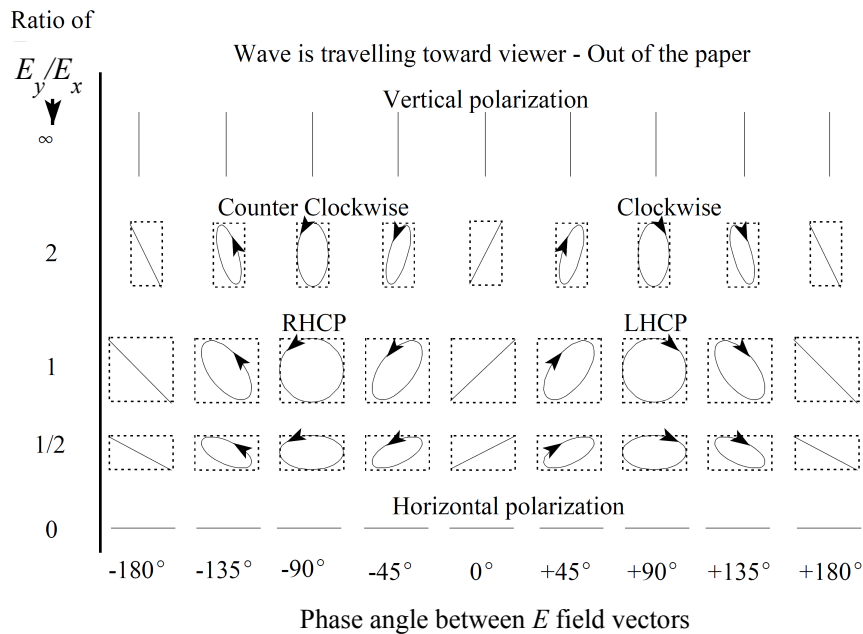 Ratio of
Wave is travelling toward viewer - Out of the paper
Ey/Ex
Vertical polarization
∞
Counter Clockwise
Clockwise
2
RHCP
LHCP
1
1/2
Horizontal polarization
0
-180° -135° -90° -45° 0° +45° +90° +135° +180°
Phase angle between E field vectors